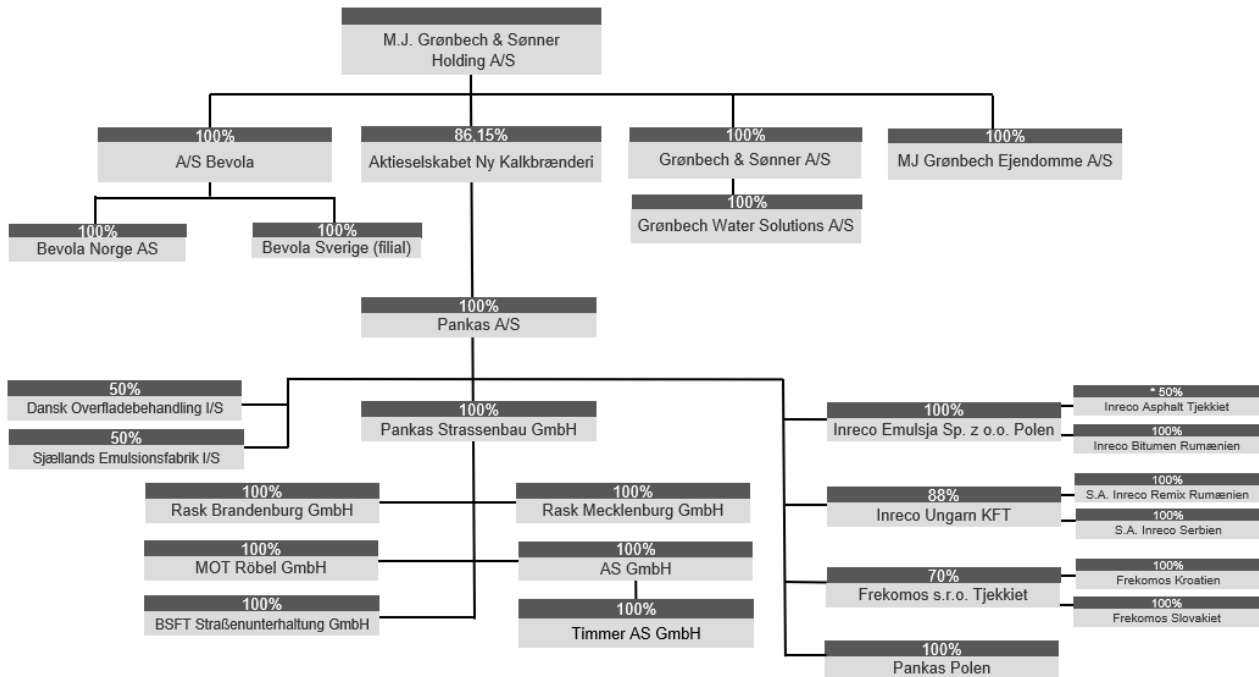 M.J. Grønbech & Sønner
Holding A/S
100%
A/S Bevola
86,15%
Aktieselskabet Ny Kalkbrænderi
100%
Grønbech & Sønner A/S
100%
MJ Grønbech Ejendomme A/S
100%
Bevola Norge AS
100%
Bevola Sverige (filial)
100%
Grønbech Water Solutions A/S
100%
Pankas A/S
50%
Dansk Overfladebehandling I/S
50%
Sjællands Emulsionsfabrik I/S
100%
Pankas Strassenbau GmbH
100%
Rask Brandenburg GmbH
100%
Rask Mecklenburg GmbH
100%
MOT Röbel GmbH
100%
AS GmbH
100%
BSFT Straßenunterhaltung GmbH
100%
Timmer AS GmbH
100%
Inreco Emulsja Sp. z o.o. Polen
* 50%
Inreco Asphalt Tjekkiet
100%
Inreco Bitumen Rumænien
88%
Inreco Ungarn KFT
100%
S.A. Inreco Remix Rumænien
100%
S.A. Inreco Serbien
70%
Frekomos s.r.o. Tjekkiet
100%
Frekomos Kroatien
100%
Frekomos Slovakiet
100%
Pankas Polen